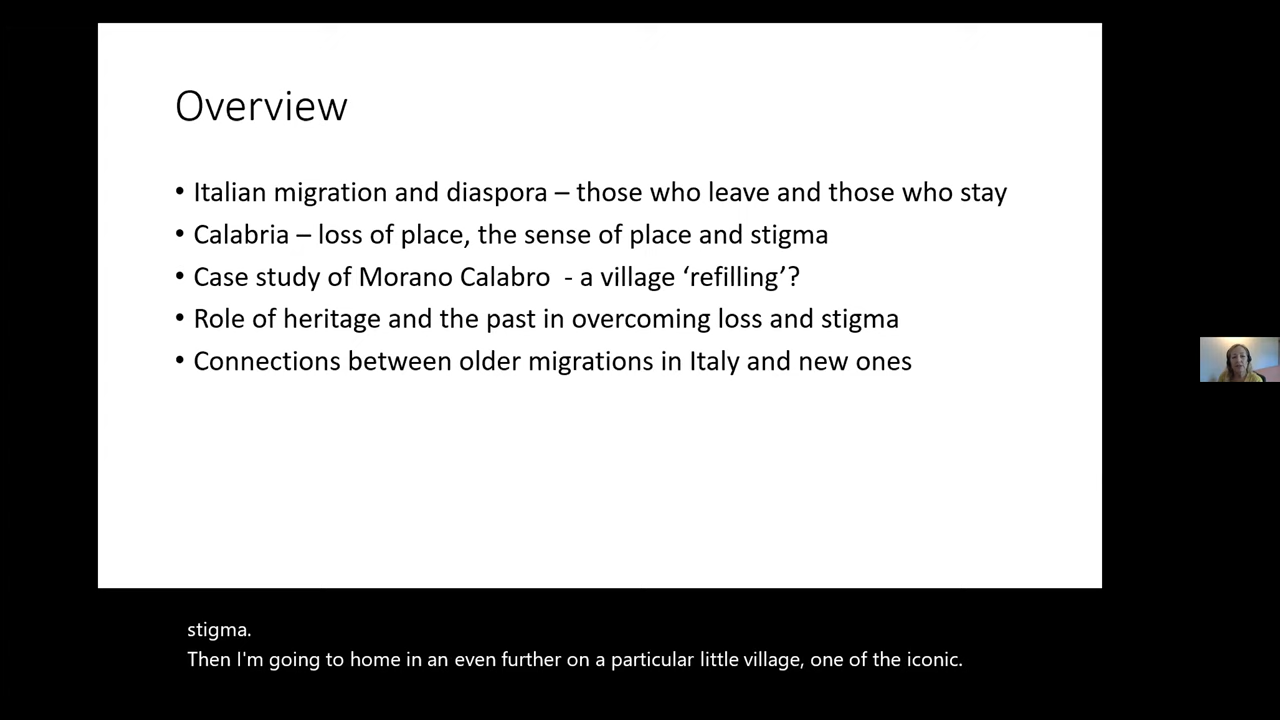 Overview
• Italian migration and diaspora – those who leave and those who stay
• Calabria – loss of place, the sense of place and stigma
• Case study of Morano Calabro  - a village ‘refilling’?
• Role of heritage and the past in overcoming loss and stigma
• Connections between older migrations in Italy and new ones
stigma.
Then I'm going to home in an even further on a particular little village, one of the iconic.